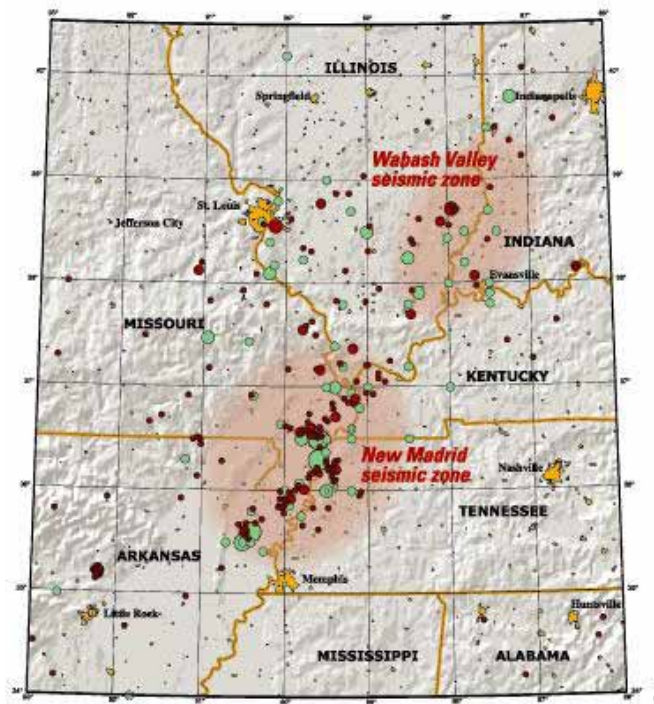 ILLINOIS
Springfield
Indianapolis
Wabash Valley
seismic zone
St. Louis
Jefferson City
INDIANA
Evansville
MISSOURI
KENTUCKY
New Madrid
seismic zone
Nashville
TENNESSEE
ARKANSAS
Memphis
Little Rock
Huntsville
MISSISSIPPI
ALABAMA